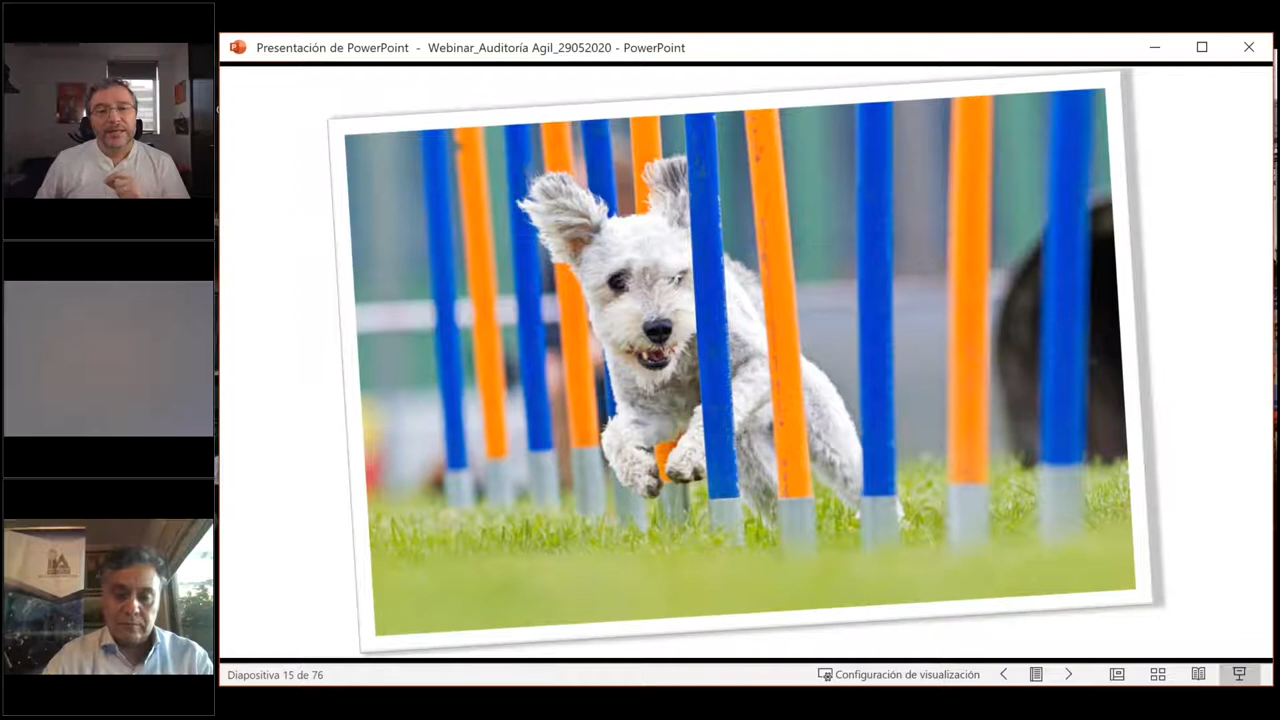 Presentación de PowerPoint - Webinar_Auditoría Agil_29052020 - PowerPoint
Diapositiva 15 de 76
Configuración de visualización